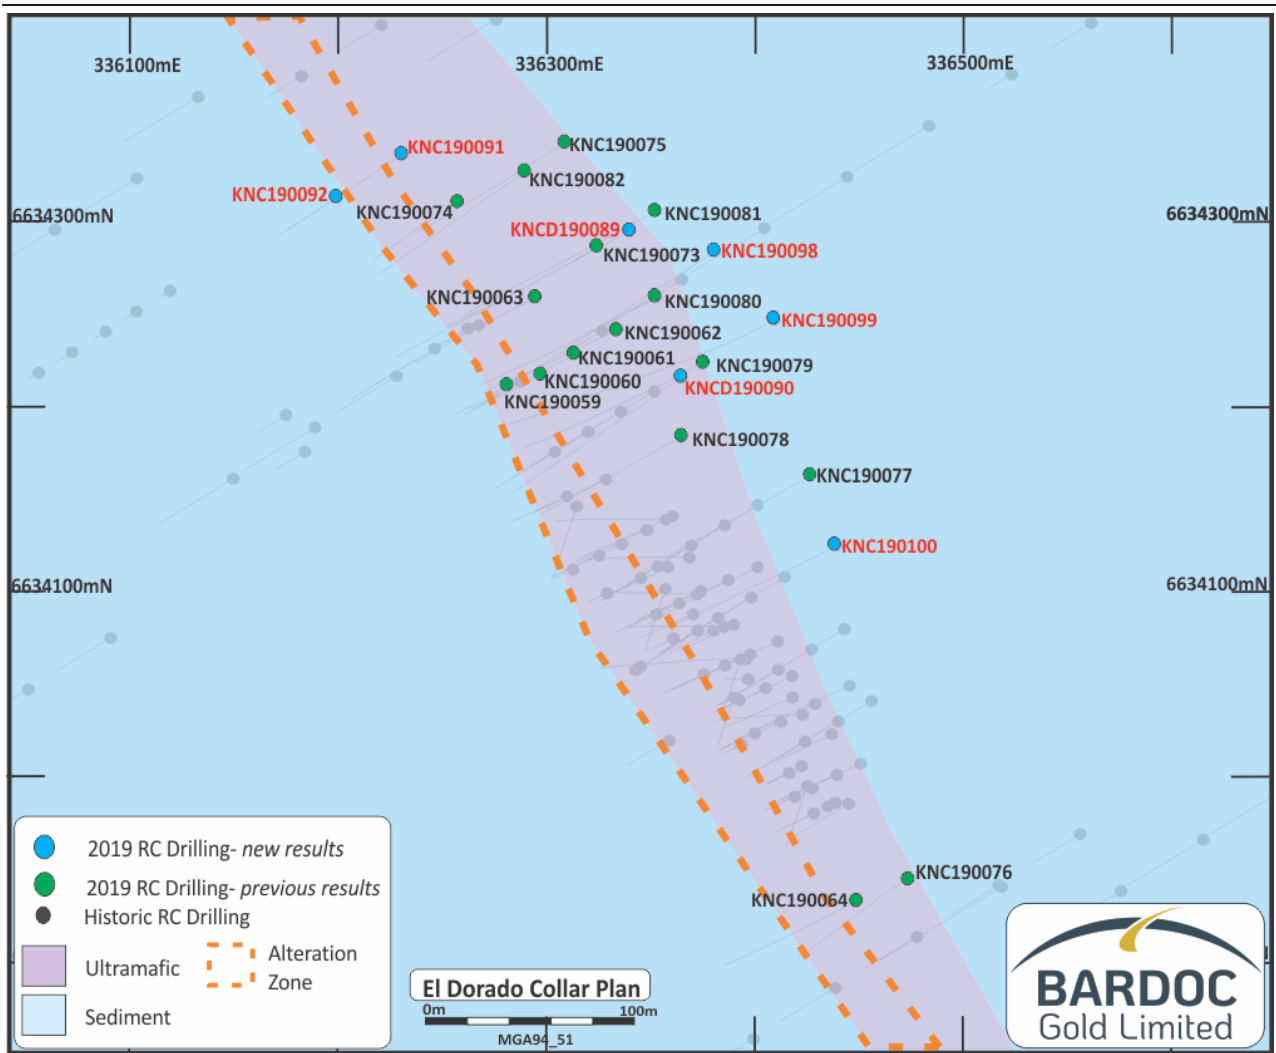 336100mE
336300mE
336500mE
KNC190091
KNC190075
KNC190082
KNC190092
KNC190074
6634300mN
KNC190081
6634300mN
KNCD190089
KNC190073
KNC190098
KNC190063
KNC190080
KNC190099
KNC190062
KNC190061
KNC190079
KNC190060
KNCD190090
KNC190059
KNC190078
KNC190077
KNC190100
6634100mN
6634100mN
KNC190076
KNC190064
2019 RC Drilling- new results
2019 RC Drilling- previous results
Historic RC Drilling
Ultramafic
Alteration
Zone
Sediment
El Dorado Collar Plan
0m
100m
MGA94_51
BARDOC
Gold Limited